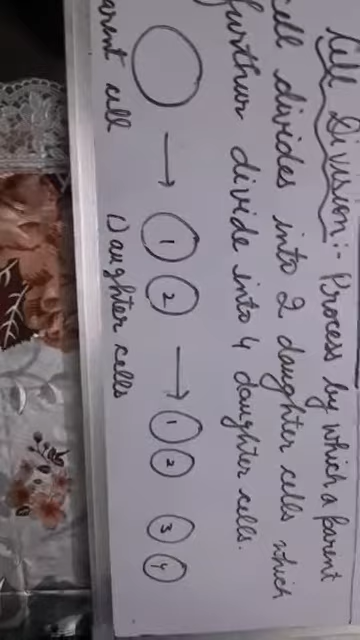 Cell Division:- Process by which a parent
cell divides into 2 daughter cells which
further divide into 4 daughter cells.
→ 1 2 → 1 2 3 4
arent cell Daughter cells